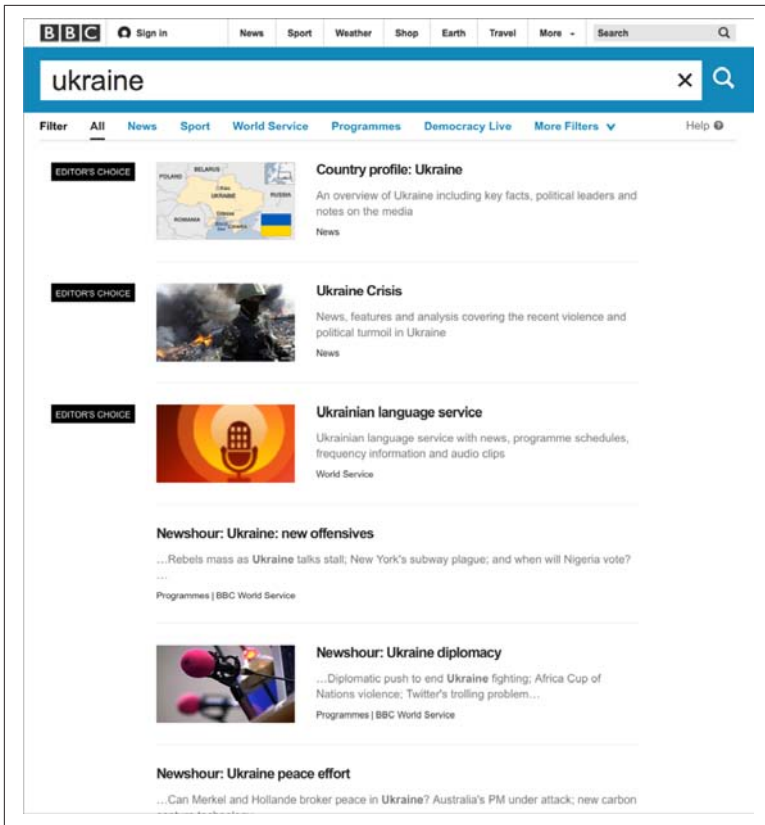 BBC Sign in News Sport Weather Shop Earth Travel More Search
ukraine
Filter All News Sport World Service Programmes Democracy Live More Filters Help
EDITOR'S CHOICE
POLAND
BELARUS
UKRAINE
RUSSIA
ROMANIA
Country profile: Ukraine
An overview of Ukraine including key facts, political leaders and
notes on the media
News
EDITOR'S CHOICE
Ukraine Crisis
News, features and analysis covering the recent violence and
political turmoil in Ukraine
News
EDITOR'S CHOICE
Ukrainian language service
Ukrainian language service with news, programme schedules,
frequency information and audio clips
World Service
Newshour: Ukraine: new offensives
…Rebels mass as Ukraine talks stall; New York's subway plague; and when will Nigeria vote?
…
Programmes | BBC World Service
Newshour: Ukraine diplomacy
…Diplomatic push to end Ukraine fighting; Africa Cup of
Nations violence; Twitter's trolling problem…
Programmes | BBC World Service
Newshour: Ukraine peace effort
…Can Merkel and Hollande broker peace in Ukraine? Australia's PM under attack; new carbon